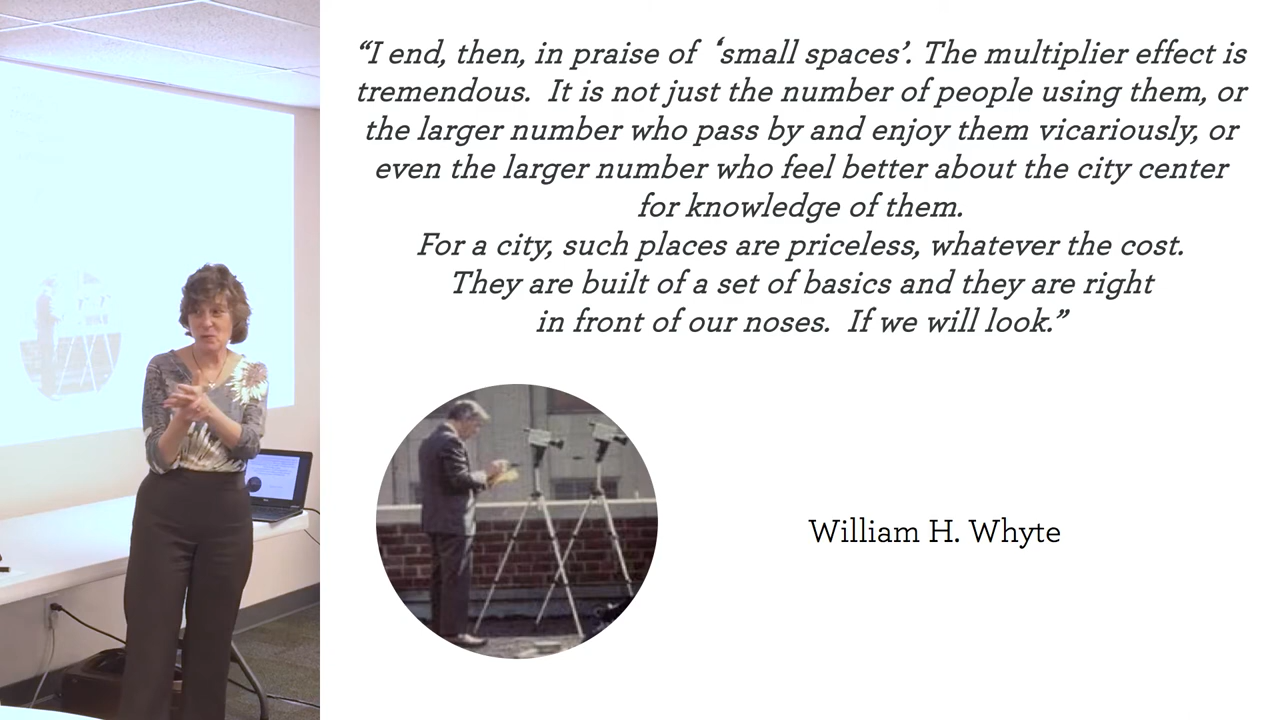 “I end, then, in praise of ‘small spaces’. The multiplier effect is
tremendous.  It is not just the number of people using them, or
the larger number who pass by and enjoy them vicariously, or
even the larger number who feel better about the city center
for knowledge of them.
For a city, such places are priceless, whatever the cost.
They are built of a set of basics and they are right
in front of our noses.  If we will look.”
William H. Whyte